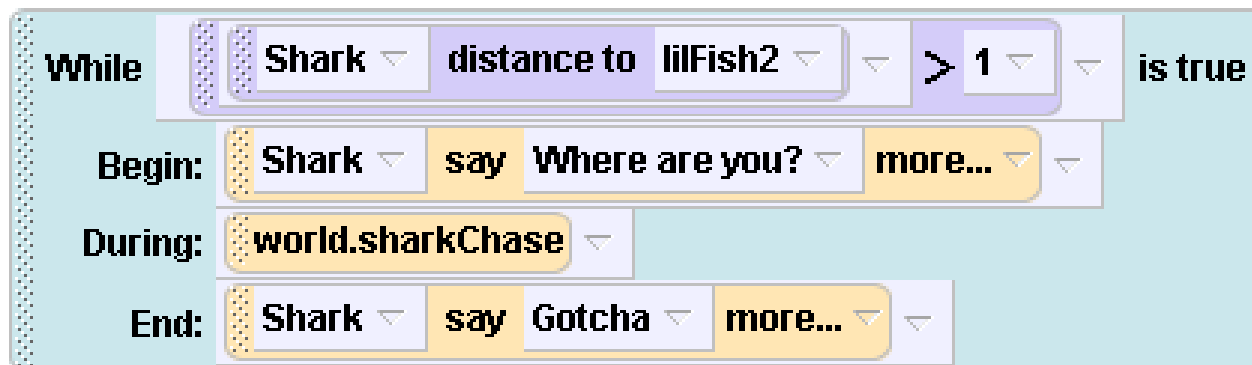 While Shark distance to lilFish2 > 1 is true
Begin: Shark say Where are you? more...
During: world.sharkChase
End: Shark say Gotcha more...